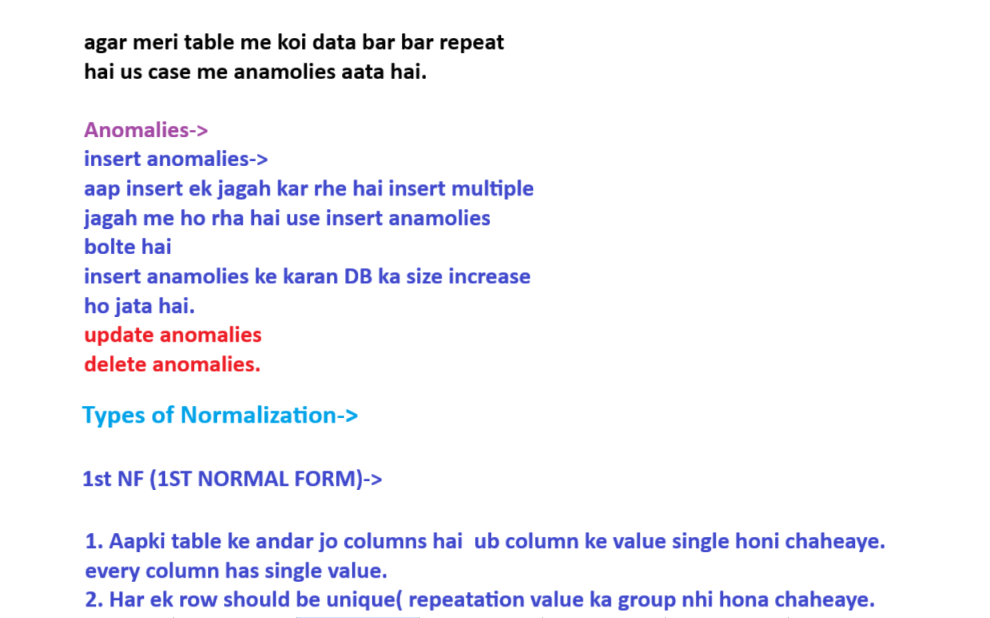 agar meri table me koi data bar bar repeat
hai us case me anamolies aata hai.
Anomalies->
insert anomalies->
aap insert ek jagah kar rhe hai insert multiple
jagah me ho rha hai use insert anamolies
bolte hai
insert anamolies ke karan DB ka size increase
ho jata hai.
update anomalies
delete anomalies.
Types of Normalization->
1st NF (1ST NORMAL FORM)->
1. Aapki table ke andar jo columns hai  ub column ke value single honi chaheaye.
every column has single value.
2. Har ek row should be unique( repeatation value ka group nhi hona chaheaye.